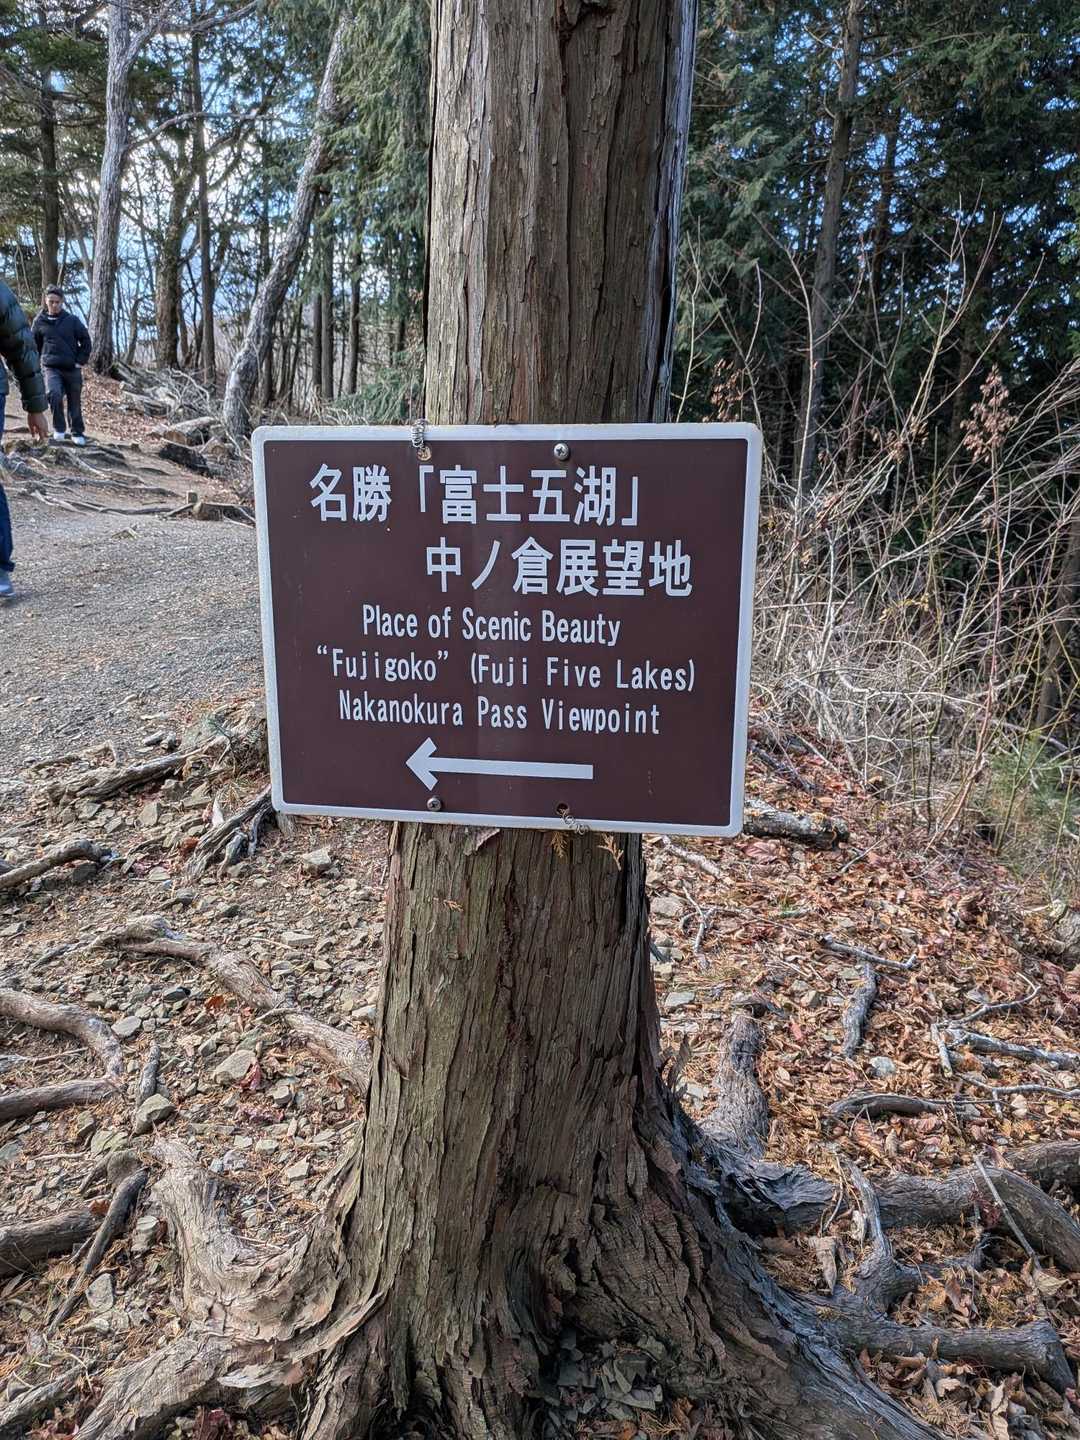 名勝「富士五湖」
中ノ倉展望地
Place of Scenic Beauty
“Fujigoko” (Fuji Five Lakes)
Nakanokura Pass Viewpoint